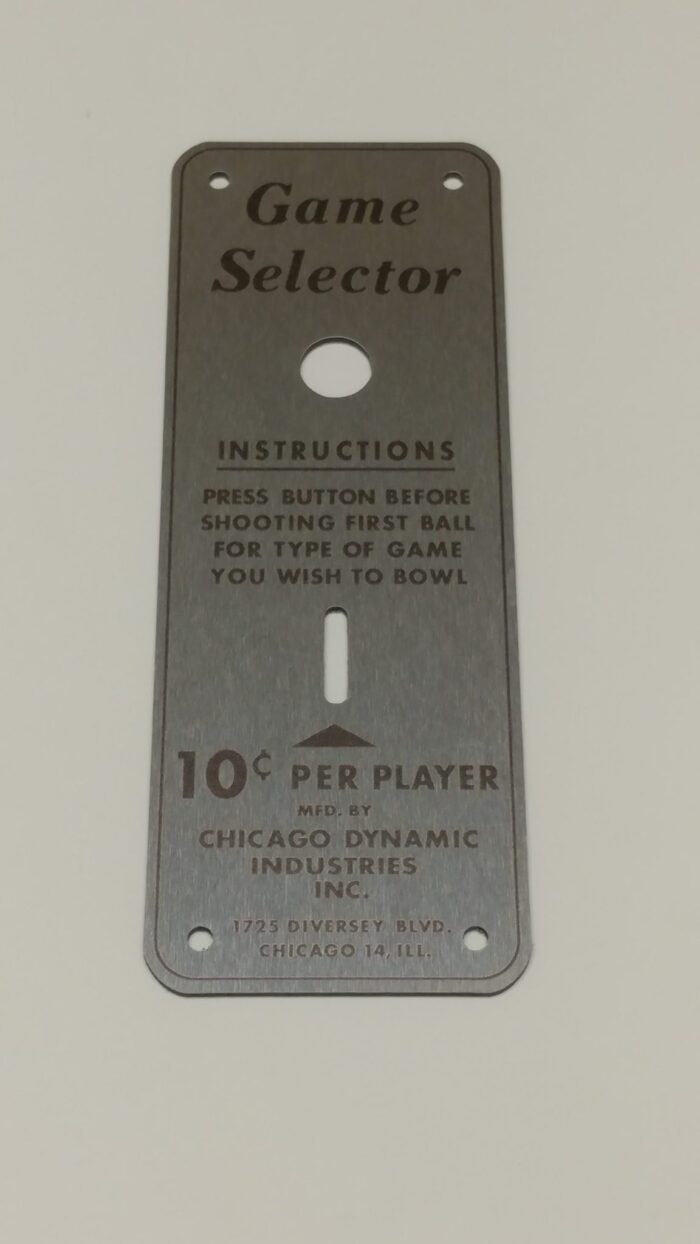 Game
Selector
INSTRUCTIONS
PRESS BUTTON BEFORE
SHOOTING FIRST BALL
FOR TYPE OF GAME
YOU WISH TO BOWL
10¢ PER PLAYER
MFD. BY
CHICAGO DYNAMIC
INDUSTRIES
INC.
1725 DIVERSEY BLVD.
CHICAGO 14, ILL.